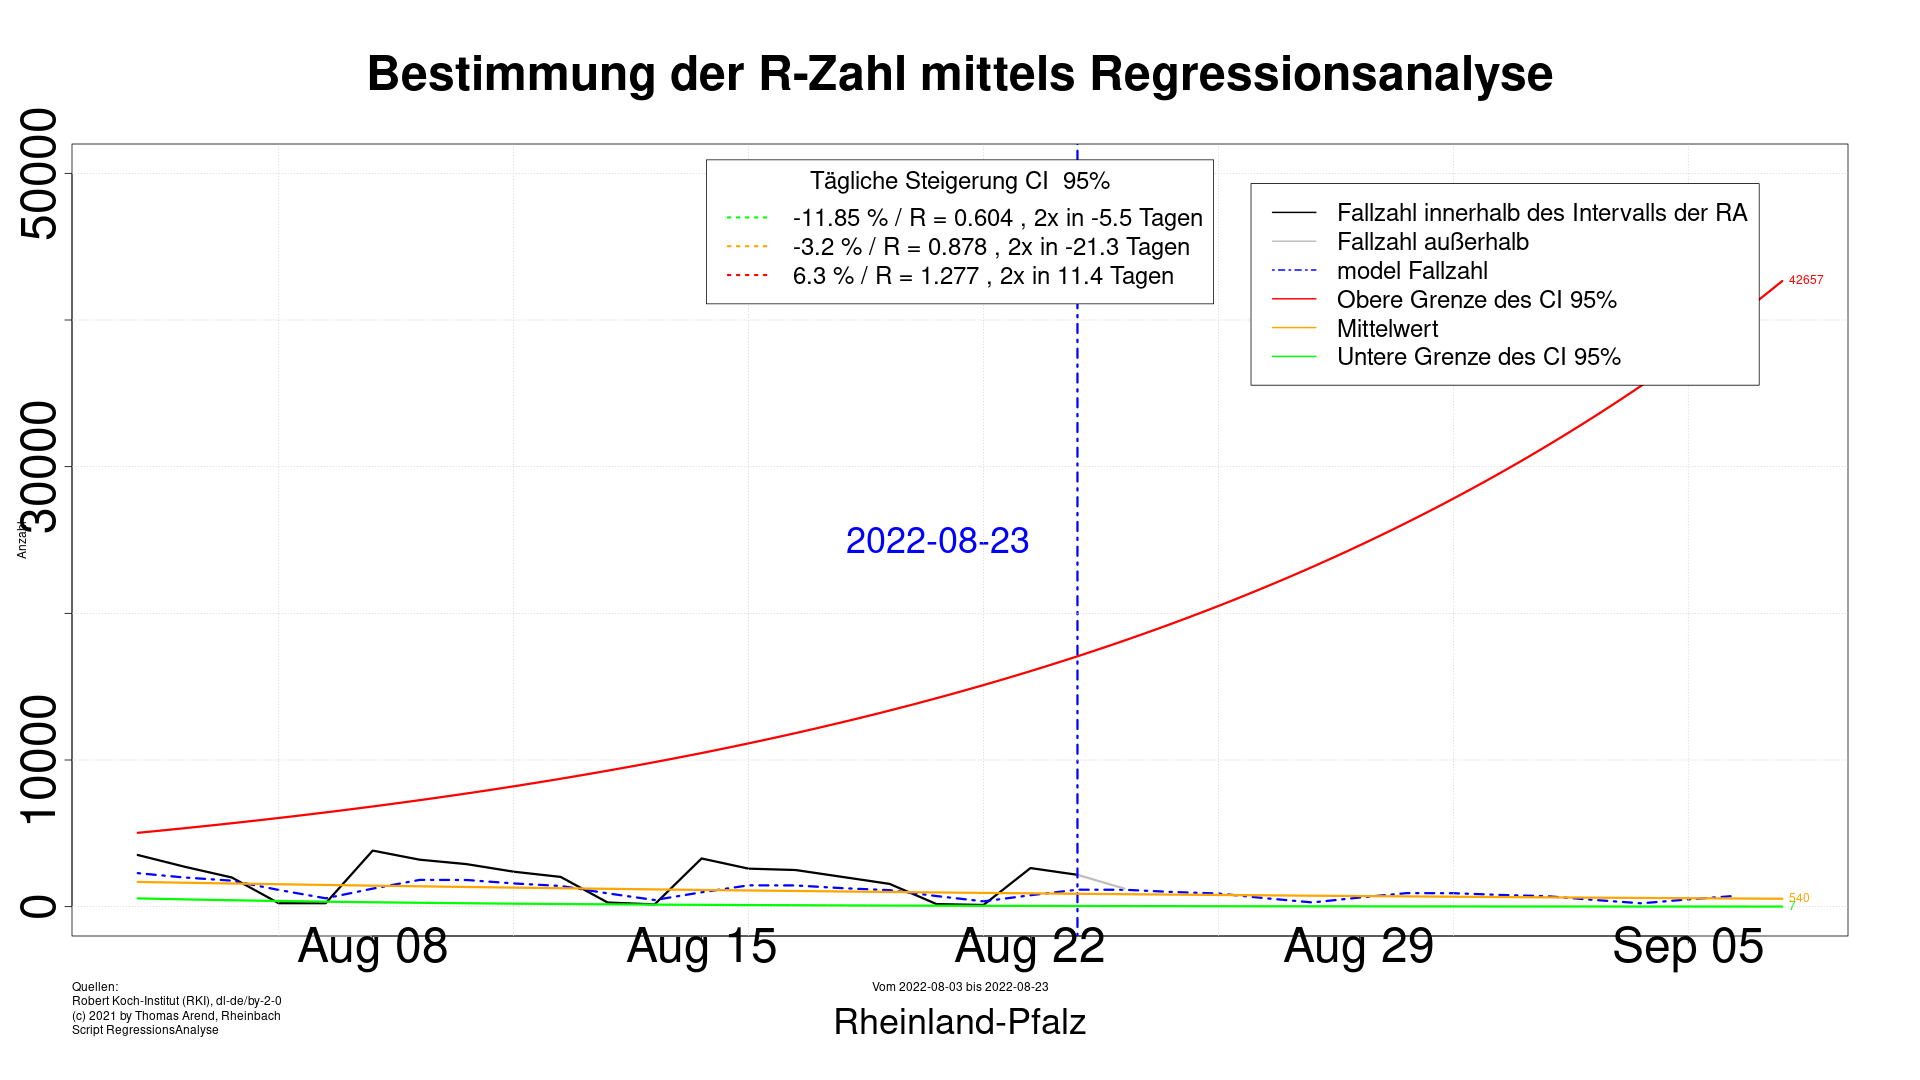 Bestimmung der R-Zahl mittels Regressionsanalyse
Anzahl
50000
30000
10000
0
Tägliche Steigerung CI  95%
-11.85 % / R = 0.604 , 2x in -5.5 Tagen
-3.2 % / R = 0.878 , 2x in -21.3 Tagen
6.3 % / R = 1.277 , 2x in 11.4 Tagen
Fallzahl innerhalb des Intervalls der RA
Fallzahl außerhalb
model Fallzahl
Obere Grenze des CI 95%
Mittelwert
Untere Grenze des CI 95%
42657
2022-08-23
540
7
Aug 08
Aug 15
Aug 22
Aug 29
Sep 05
Quellen:
Robert Koch-Institut (RKI), dl-de/by-2-0
(c) 2021 by Thomas Arend, Rheinbach
Script RegressionsAnalyse
Vom 2022-08-03 bis 2022-08-23
Rheinland-Pfalz